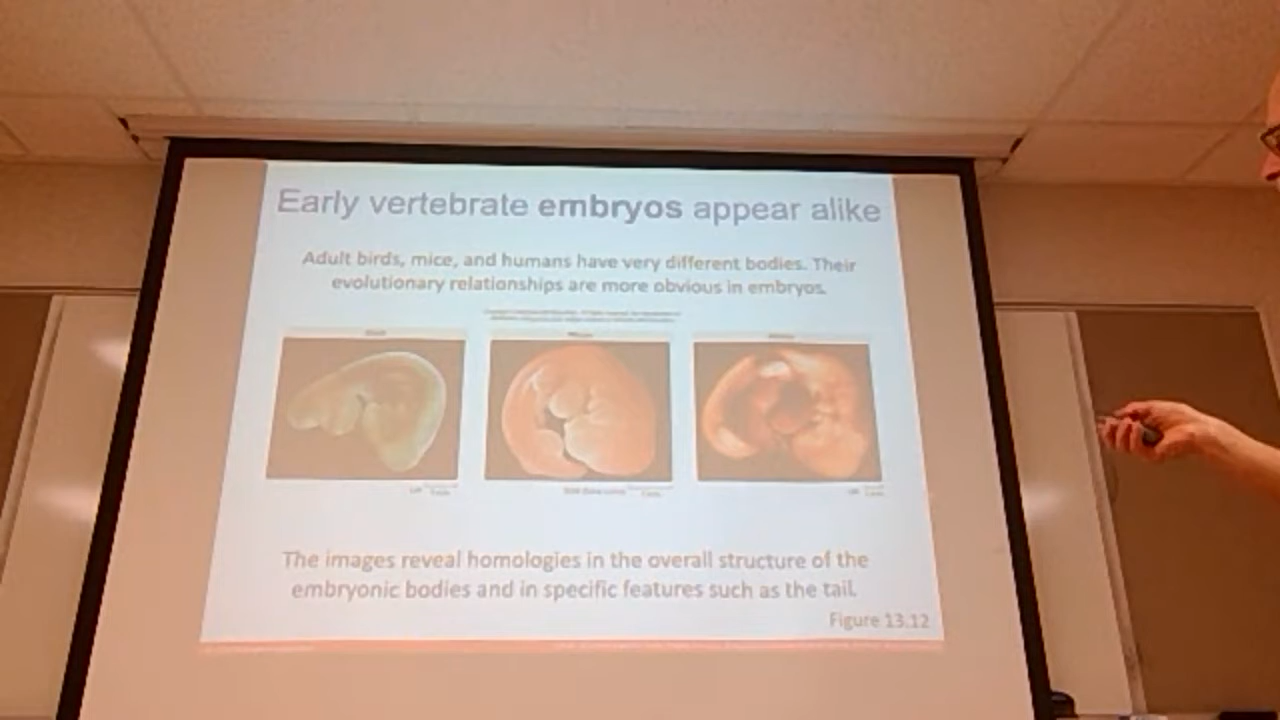 Early vertebrate embryos appear alike
Adult birds, mice, and humans have very different bodies. Their
evolutionary relationships are more obvious in embryos.
The images reveal homologies in the overall structure of the
embryonic bodies and in specific features such as the tail.
Figure 13.12